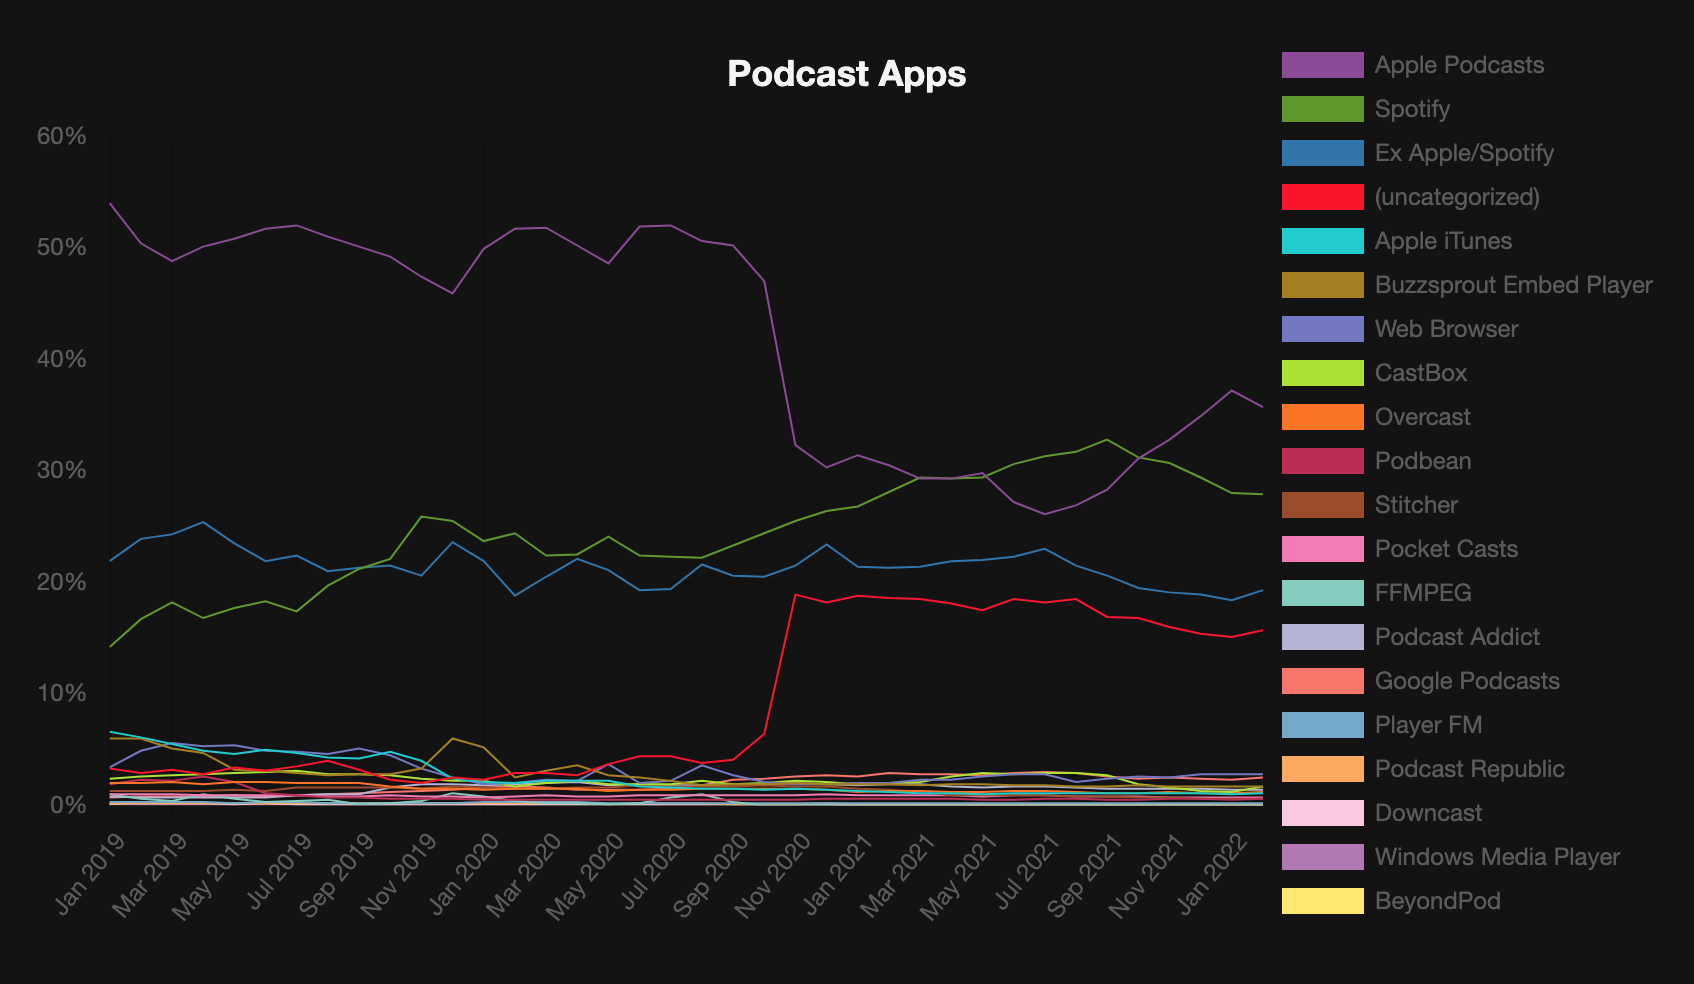 Podcast Apps
Apple Podcasts
Spotify
Ex Apple/Spotify
(uncategorized)
Apple iTunes
Buzzsprout Embed Player
Web Browser
CastBox
Overcast
Podbean
Stitcher
Pocket Casts
FFMPEG
Podcast Addict
Google Podcasts
Player FM
Podcast Republic
Downcast
Windows Media Player
BeyondPod
60%
50%
40%
30%
20%
10%
0%
Jan 2019
Mar 2019
May 2019
Jul 2019
Sep 2019
Nov 2019
Jan 2020
Mar 2020
May 2020
Jul 2020
Sep 2020
Nov 2020
Jan 2021
Mar 2021
May 2021
Jul 2021
Sep 2021
Nov 2021
Jan 2022